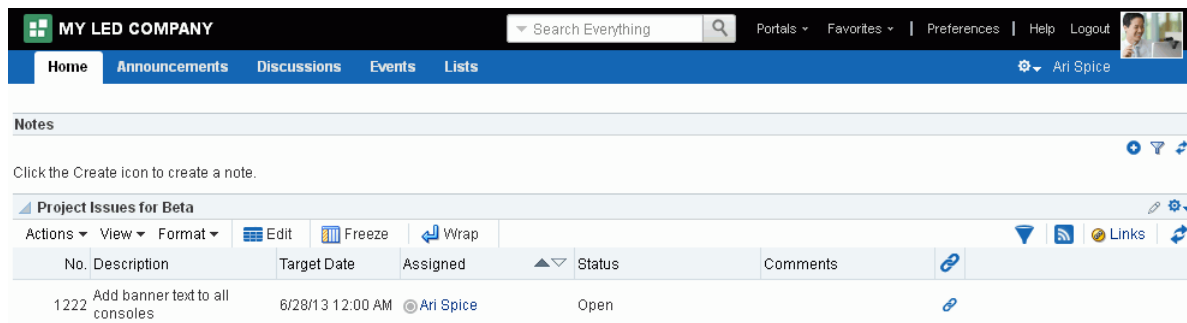 MY LED COMPANY Search Everything Portals Favorites | Preferences | Help Logout
Home Announcements Discussions Events Lists Ari Spice
Notes
Click the Create icon to create a note.
Project Issues for Beta
Actions View Format Edit Freeze Wrap Links
No. Description Target Date Assigned Status Comments
1222 Add banner text to all consoles 6/28/13 12:00 AM Ari Spice Open